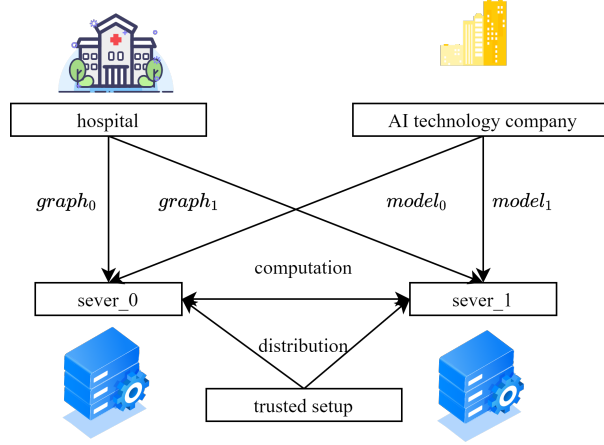 hospital
AI technology company
graph₀
graph₁
model₀
model₁
computation
sever_0
sever_1
distribution
trusted setup